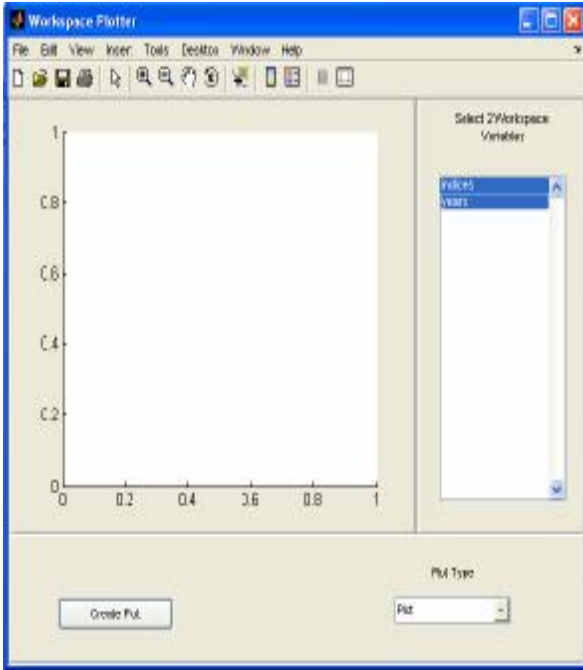 Workspace Plotter
File Edit View Insert Tools Desktop Window Help
Select 2 Workspace
Variables
indices
years
1
0.8
0.6
0.4
0.2
0
0 0.2 0.4 0.6 0.8 1
Plot Type
Create Plot
Plot